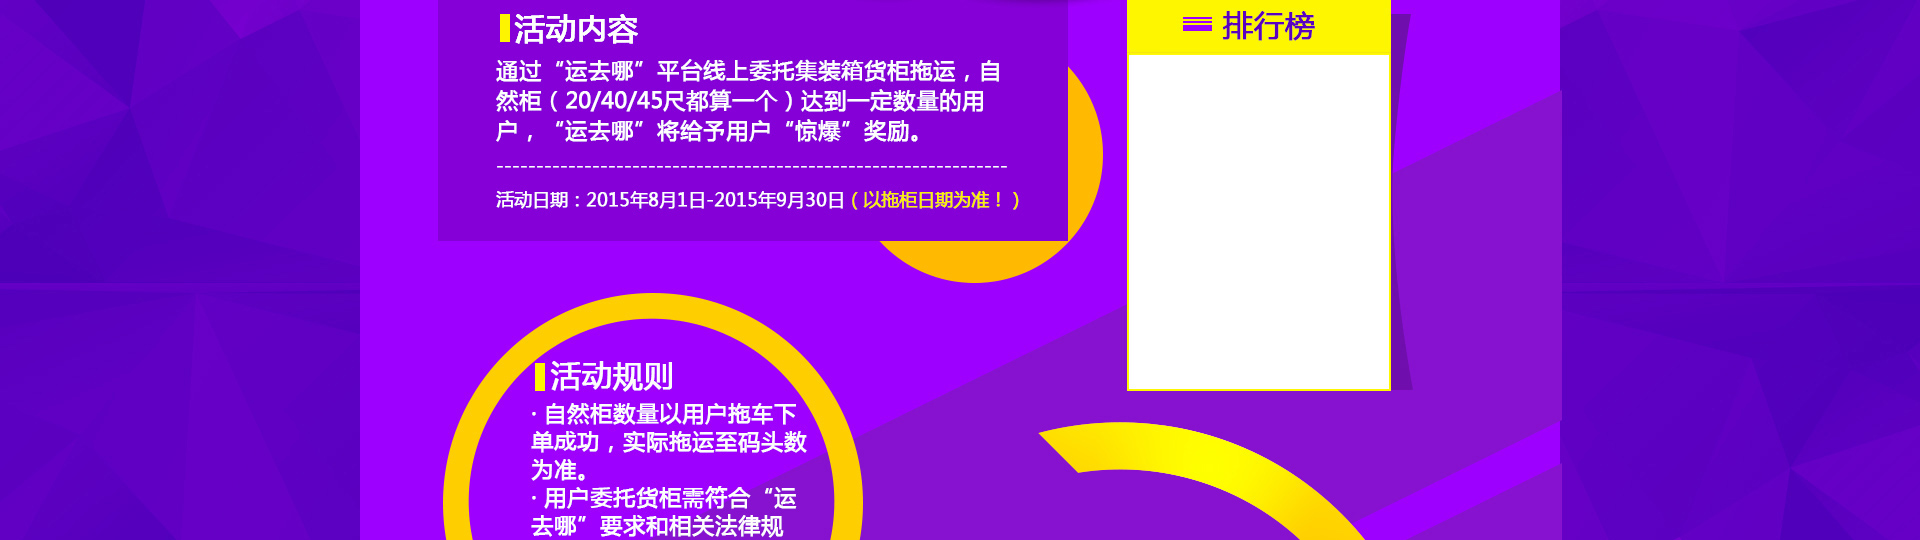 活动内容
通过“运去哪”平台线上委托集装箱货柜拖运，自
然柜（20/40/45尺都算一个）达到一定数量的用
户，“运去哪”将给予用户“惊爆”奖励。
----------------------------------------------------------------
活动日期：2015年8月1日-2015年9月30日（以拖柜日期为准！）
排行榜
活动规则
· 自然柜数量以用户拖车下
单成功，实际拖运至码头数
为准。
· 用户委托货柜需符合“运
去哪”要求和相关法律规